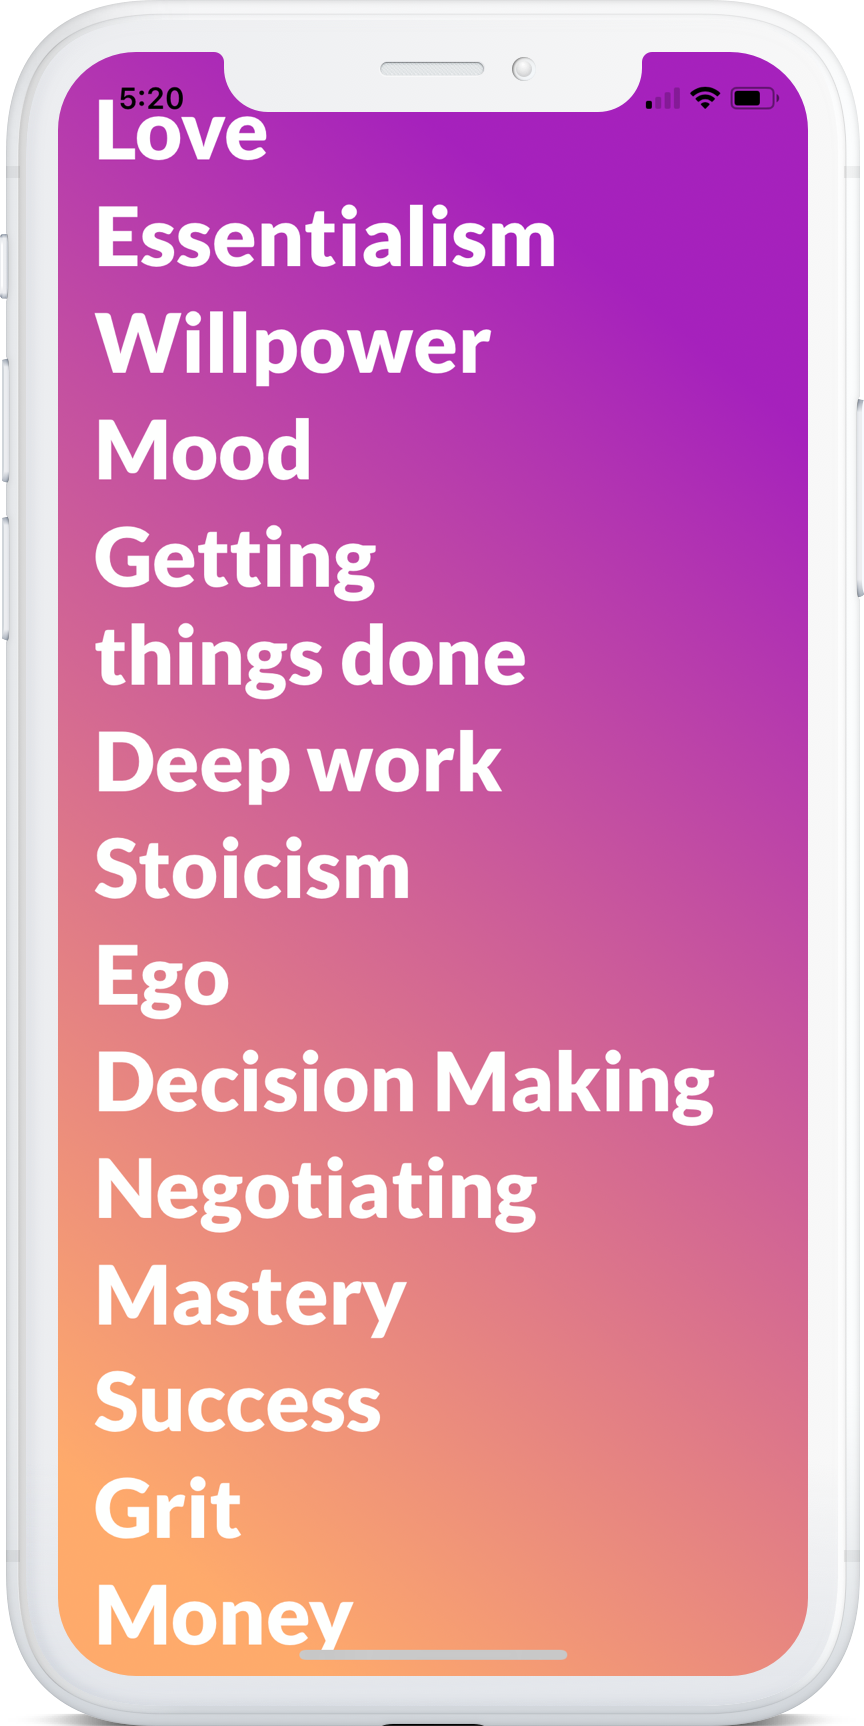 5:20
Love
Essentialism
Willpower
Mood
Getting
things done
Deep work
Stoicism
Ego
Decision Making
Negotiating
Mastery
Success
Grit
Money